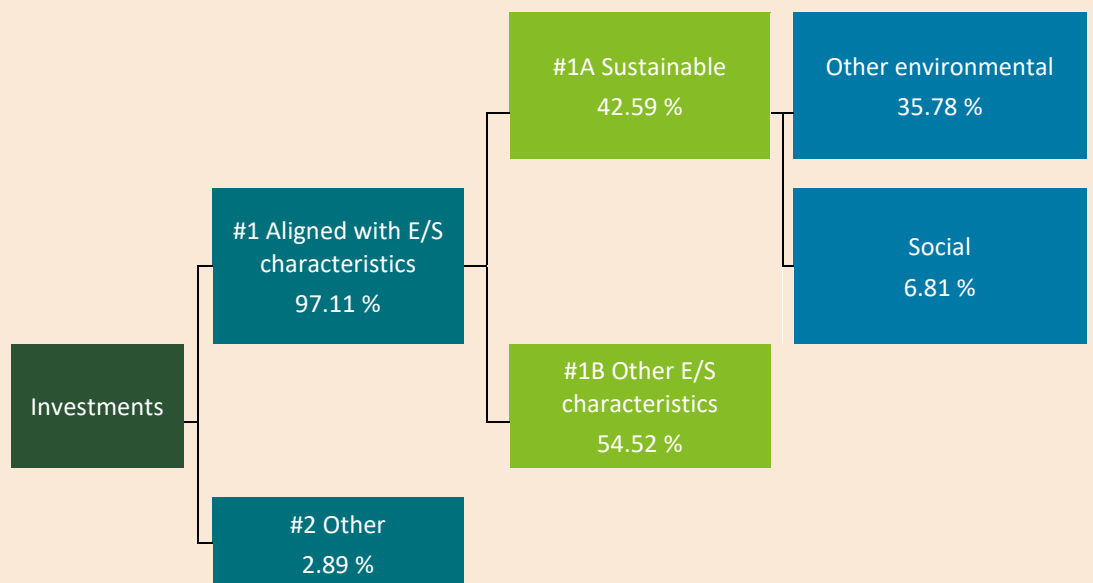 Investments
#1 Aligned with E/S
characteristics
97.11 %
#2 Other
2.89 %
#1A Sustainable
42.59 %
#1B Other E/S
characteristics
54.52 %
Other environmental
35.78 %
Social
6.81 %